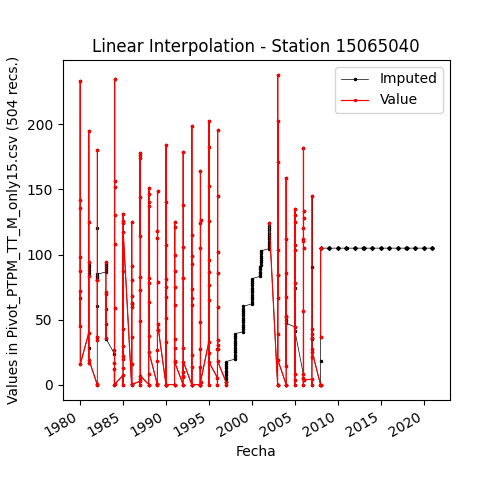 Linear Interpolation - Station 15065040
Values in Pivot_PTPM_TT_M_only15.csv (504 recs.)
Imputed
Value
200
150
100
50
0
1980
1985
1990
1995
2000
2005
2010
2015
2020
Fecha